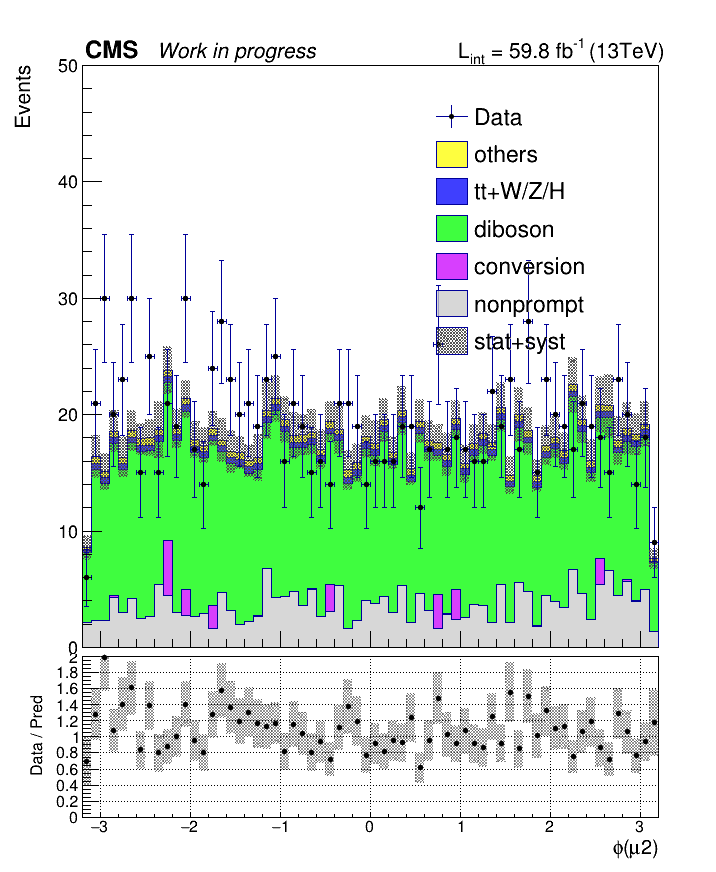 CMS Work in progress L_int = 59.8 fb^-1 (13TeV)
Events
50
40
30
20
10
0
Data
others
tt+W/Z/H
diboson
conversion
nonprompt
stat+syst
Data / Pred
2
1.8
1.6
1.4
1.2
1
0.8
0.6
0.4
0.2
0
−3 −2 −1 0 1 2 3
ϕ(μ2)